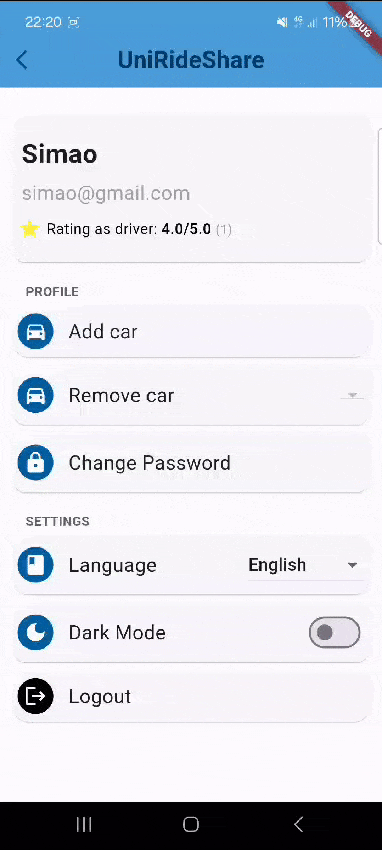 22:20 4G 11%
DEBUG
UniRideShare
Simao
simao@gmail.com
Rating as driver: 4.0/5.0 (1)
PROFILE
Add car
Remove car
Change Password
SETTINGS
Language English
Dark Mode
Logout